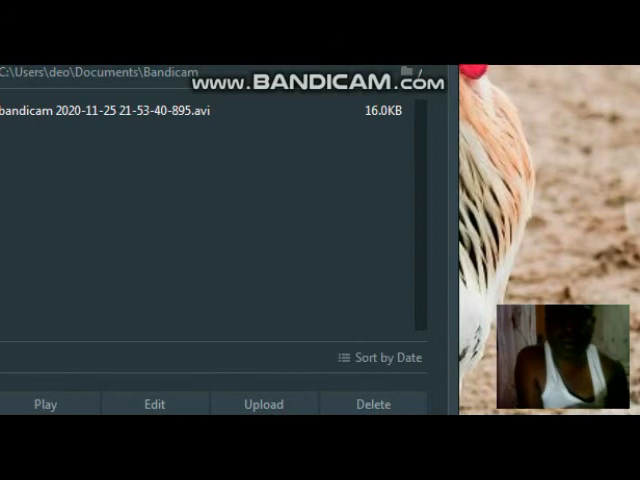 C:\Users\deo\Documents\Bandicam
www.BANDICAM.com
bandicam 2020-11-25 21-53-40-895.avi 16.0KB
Sort by Date
Play Edit Upload Delete